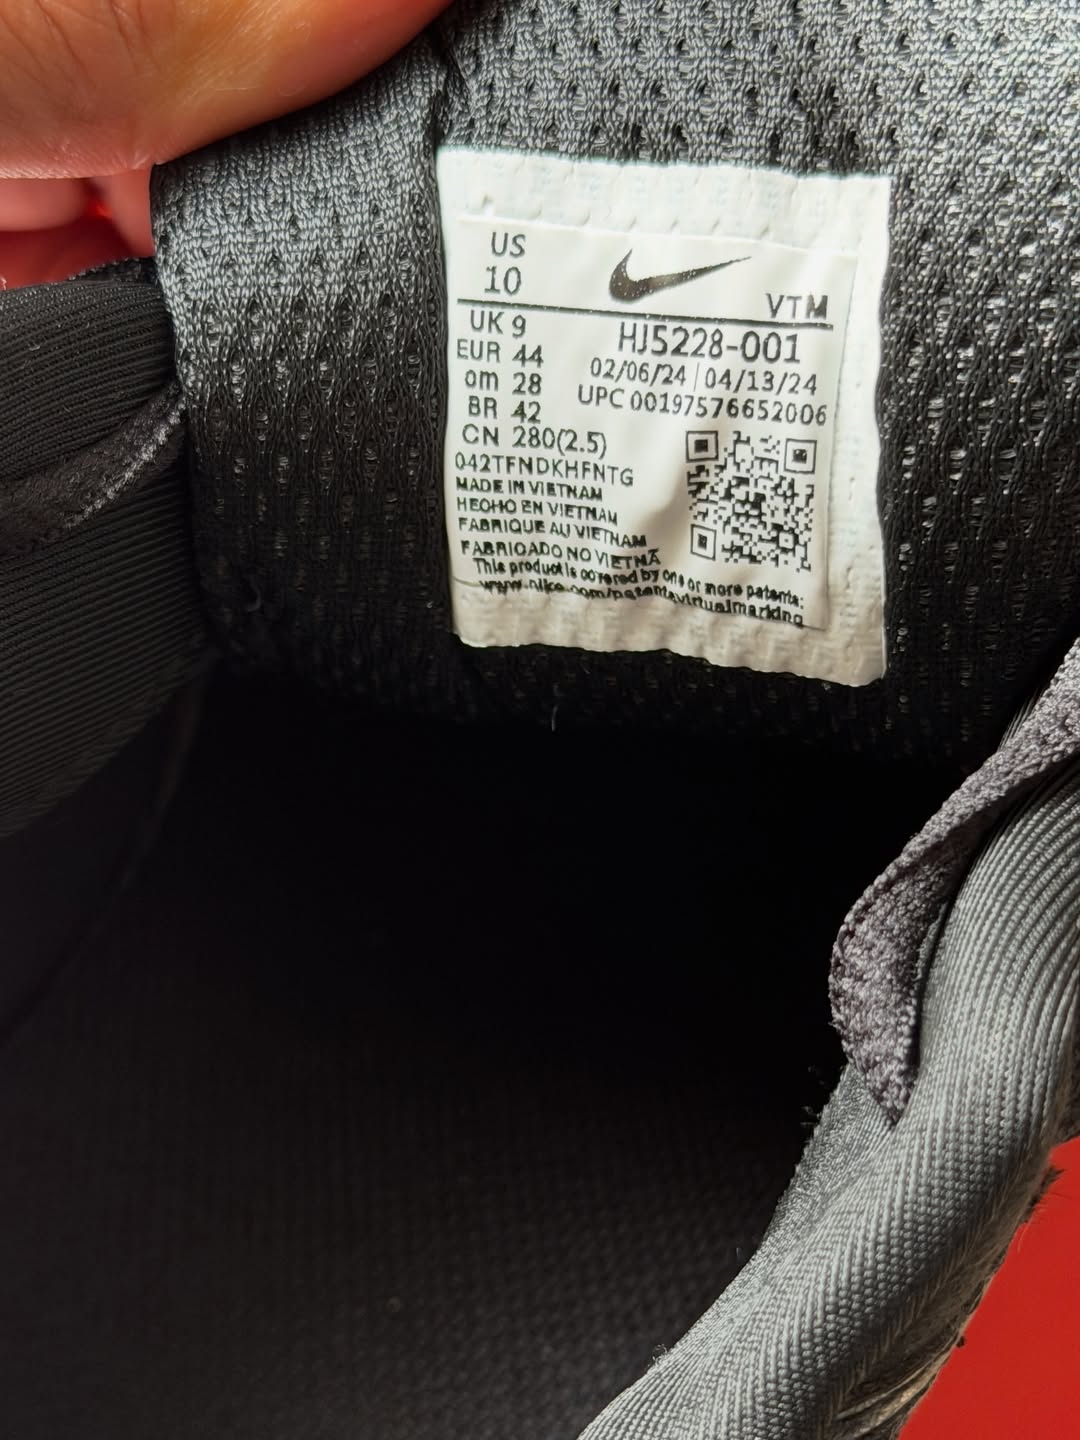 US
10
VTM
UK 9
EUR 44
cm 28
BR 42
CN 280(2.5)
HJ5228-001
02/06/24 | 04/13/24
UPC 00197576652006
042TFNDKHFNTG
MADE IN VIETNAM
HECHO EN VIETNAM
FABRIQUE AU VIETNAM
FABRICADO NO VIETNÃ
This product is covered by one or more patents:
www.nike.com/patentsvirtualmarking